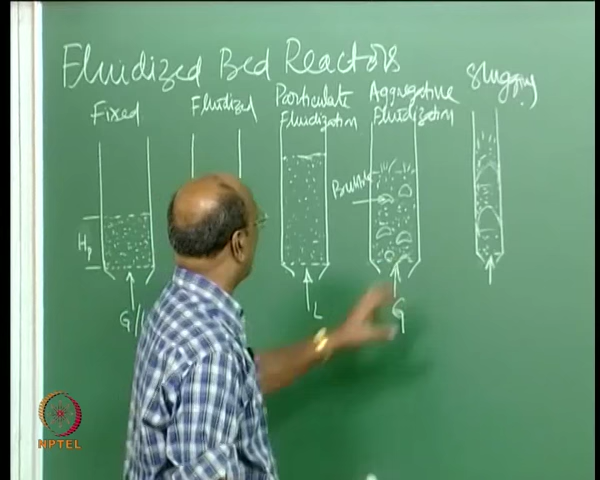 Fluidized Bed Reactors
Fixed
Fluidized
Particulate
Fluidization
Aggregative
Fluidization
Slugging
Bubble
G/
L
G
NPTEL